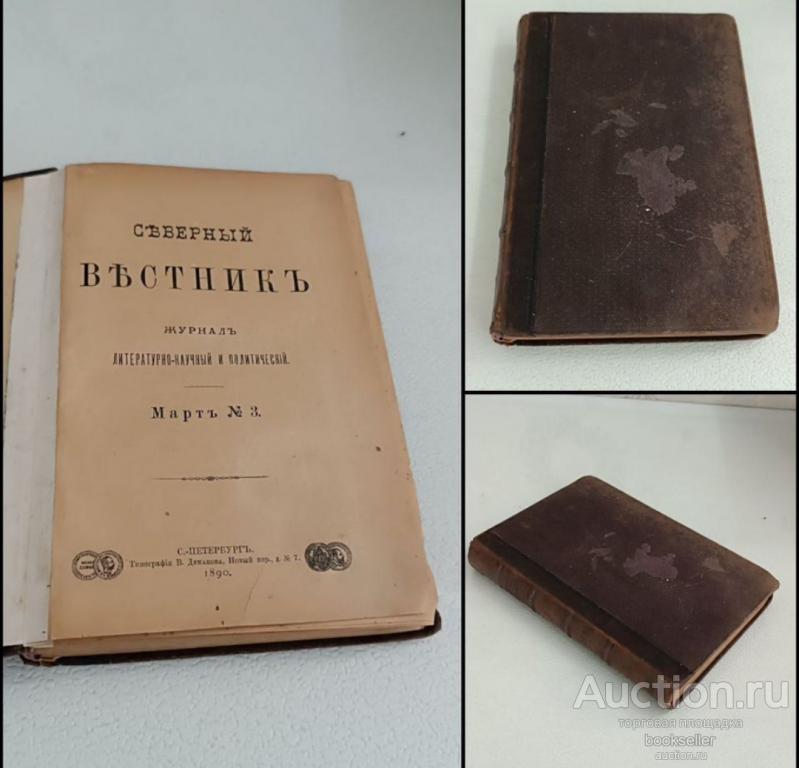 СѢВЕРНЫЙ
ВѢСТНИКЪ
ЖУРНАЛЪ
ЛИТЕРАТУРНО-НАУЧНЫЙ И ПОЛИТИЧЕСКІЙ.
Мартъ № 3.
С.-ПЕТЕРБУРГЪ.
Типографія В. Демакова, Новый пер., д. № 7.
1890.
Auction.ru
торговая площадка
bookseller
auction.ru